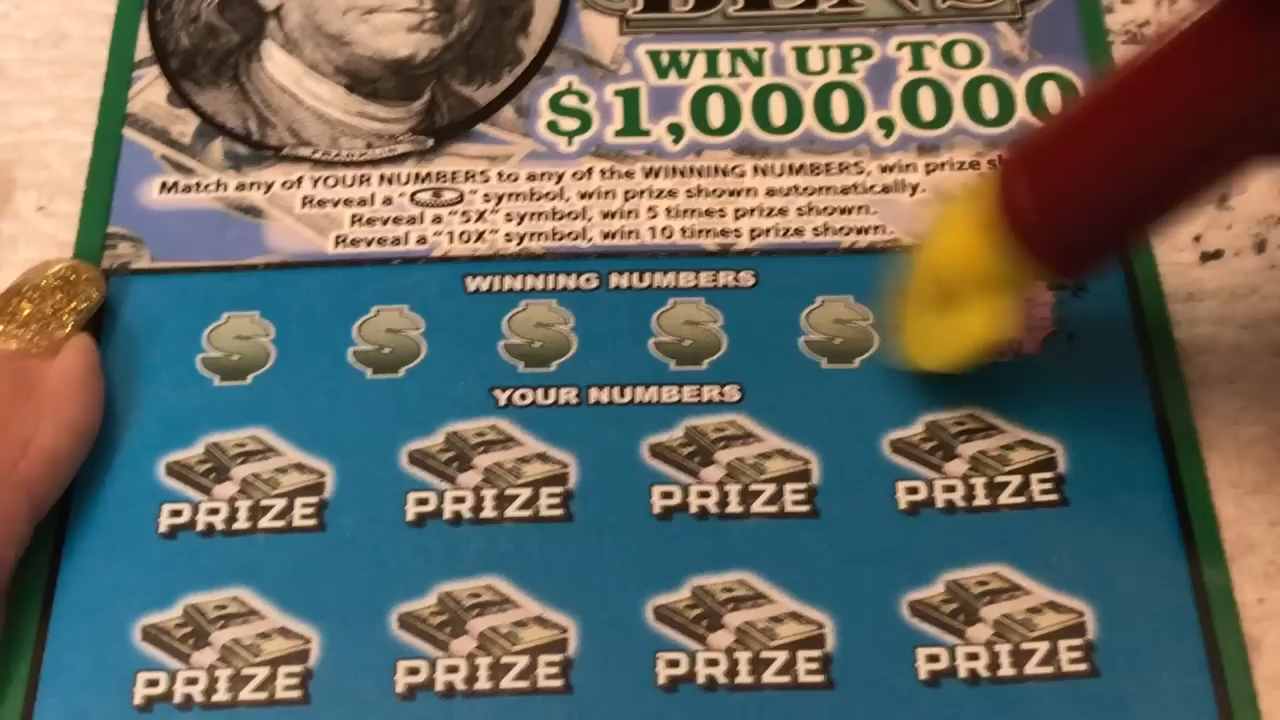 WIN UP TO
$1,000,000
Match any of YOUR NUMBERS to any of the WINNING NUMBERS, win prize
Reveal a " " symbol, win prize shown automatically.
Reveal a "5X" symbol, win 5 times prize shown.
Reveal a "10X" symbol, win 10 times prize shown.
WINNING NUMBERS
$ $ $ $ $
YOUR NUMBERS
PRIZE PRIZE PRIZE PRIZE
PRIZE PRIZE PRIZE PRIZE